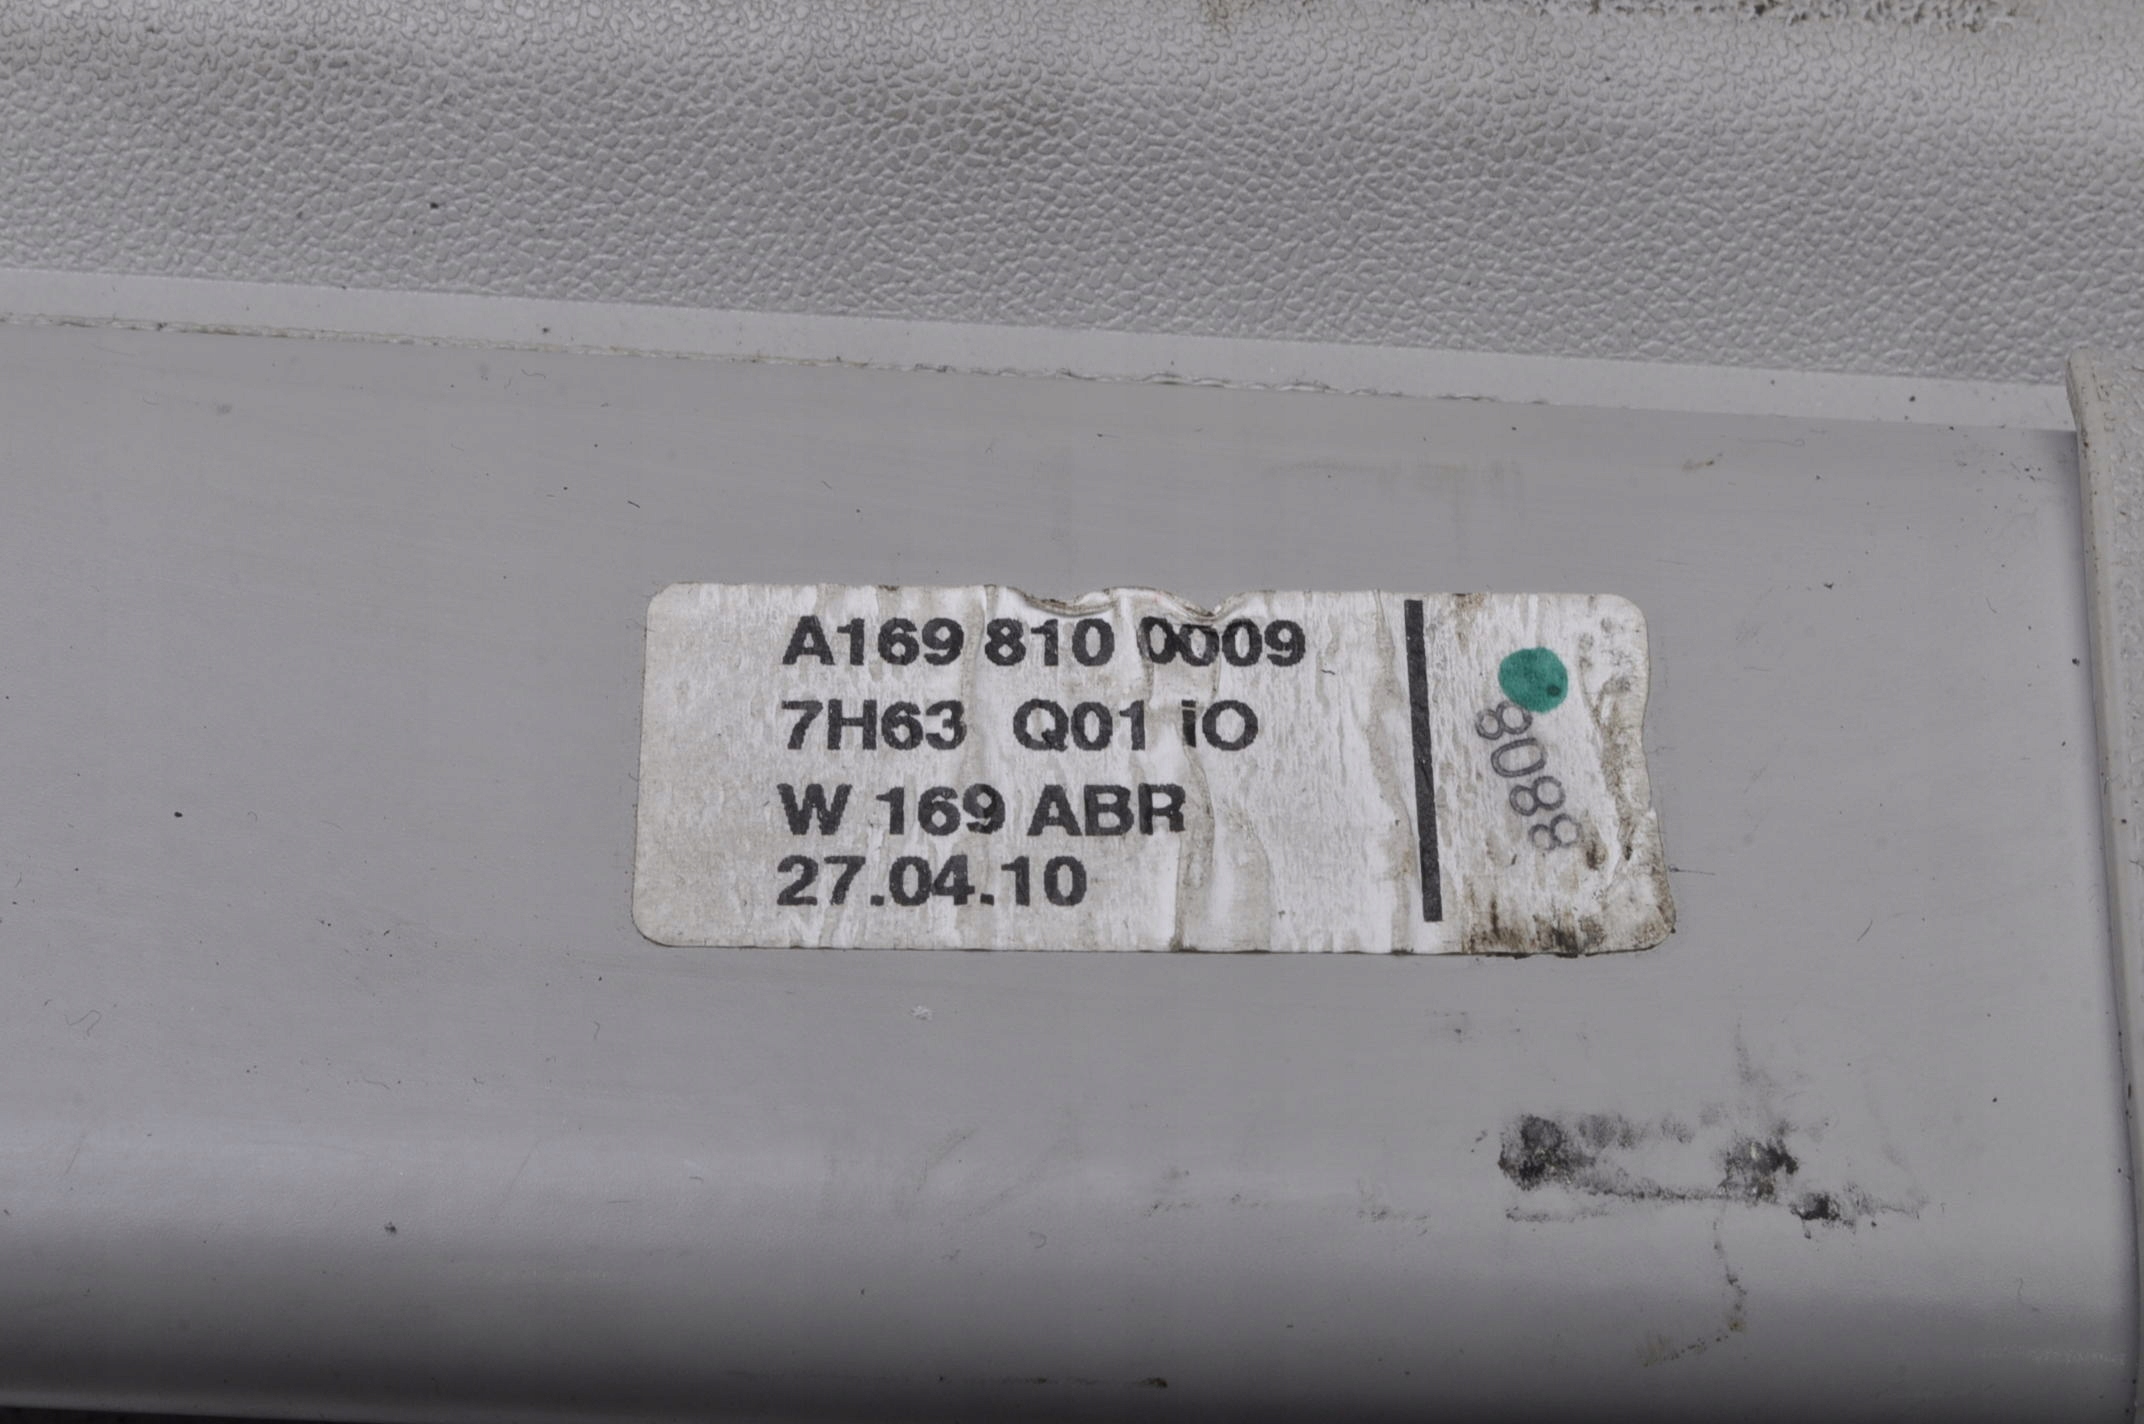 A169 810 0009
7H63 Q01 iO
W 169 ABR
27.04.10
8808